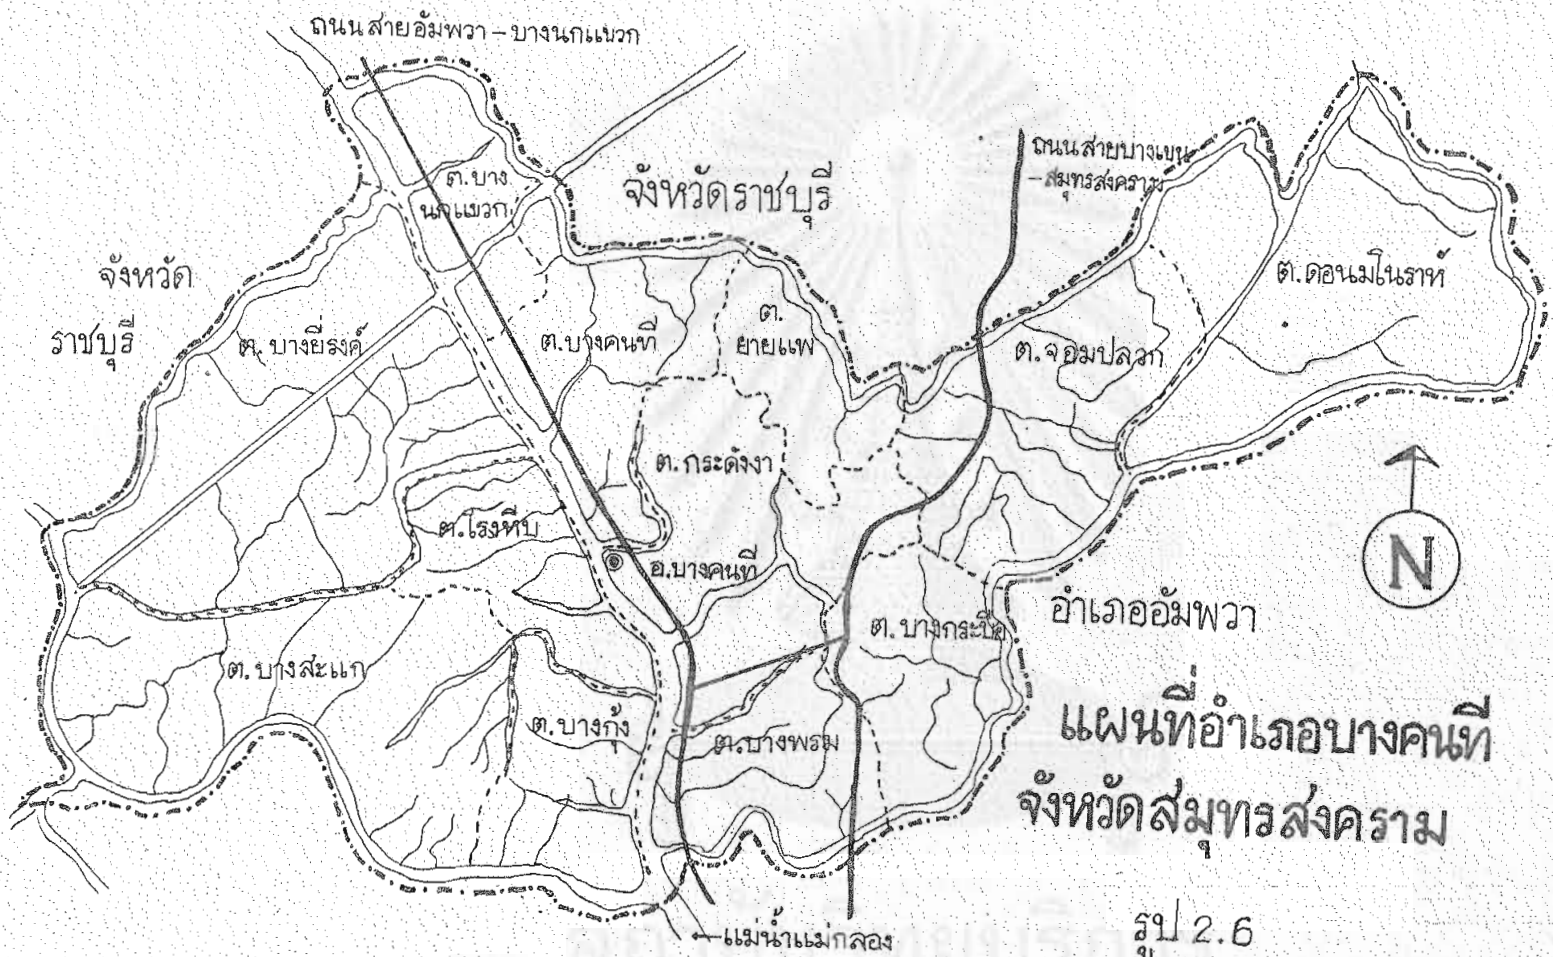 ถนนสายอัมพวา – บางนกแขวก
ถนนสายบางแพ
– สมุทรสงคราม
จังหวัดราชบุรี
ต.บาง
นกแขวก
จังหวัด
ราชบุรี
ต.ดอนมโนราห์
ต.บางยี่รงค์
ต.บางคนที
ต.
ยายแพ
ต.จอมปลวก
ต.กระดังงา
ต.โรงหีบ
อ.บางคนที
N
อำเภออัมพวา
ต.บางกระบือ
ต.บางสะแก
ต.บางกุ้ง
ต.บางพรม
แผนที่อำเภอบางคนที
จังหวัดสมุทรสงคราม
รูป 2.6
←แม่น้ำแม่กลอง